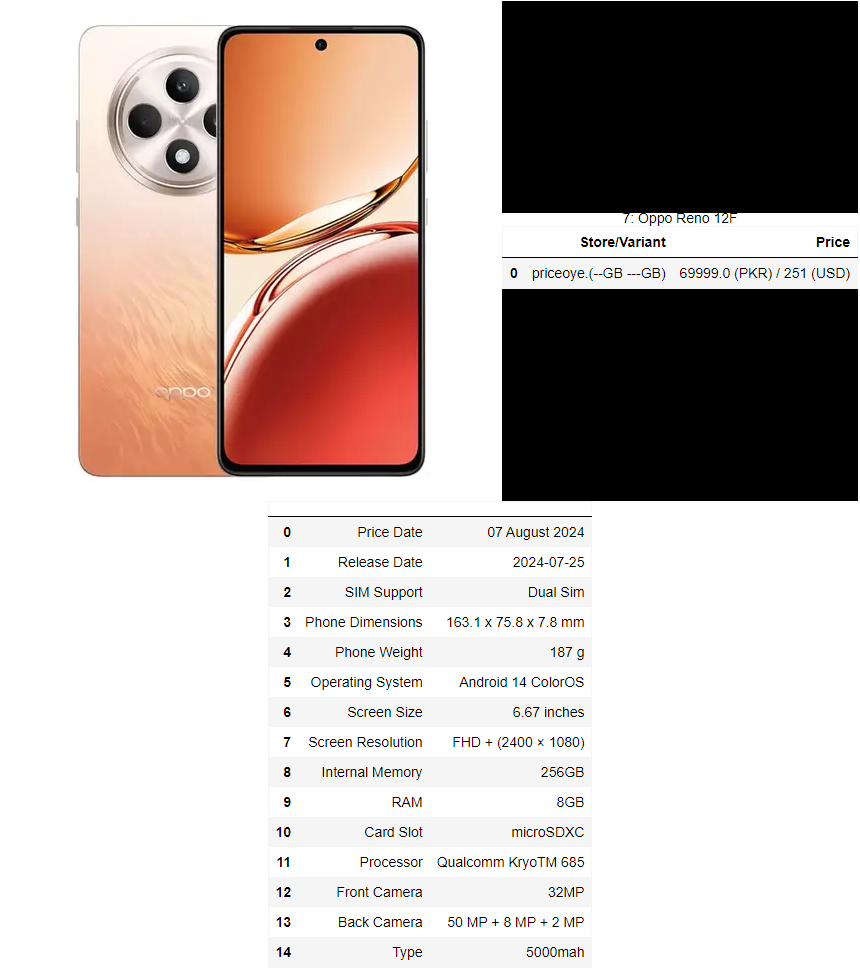 oppo
7: Oppo Reno 12F
Store/Variant Price
0 priceoye.(--GB ---GB) 69999.0 (PKR) / 251 (USD)
0 Price Date 07 August 2024
1 Release Date 2024-07-25
2 SIM Support Dual Sim
3 Phone Dimensions 163.1 x 75.8 x 7.8 mm
4 Phone Weight 187 g
5 Operating System Android 14 ColorOS
6 Screen Size 6.67 inches
7 Screen Resolution FHD + (2400 × 1080)
8 Internal Memory 256GB
9 RAM 8GB
10 Card Slot microSDXC
11 Processor Qualcomm KryoTM 685
12 Front Camera 32MP
13 Back Camera 50 MP + 8 MP + 2 MP
14 Type 5000mah